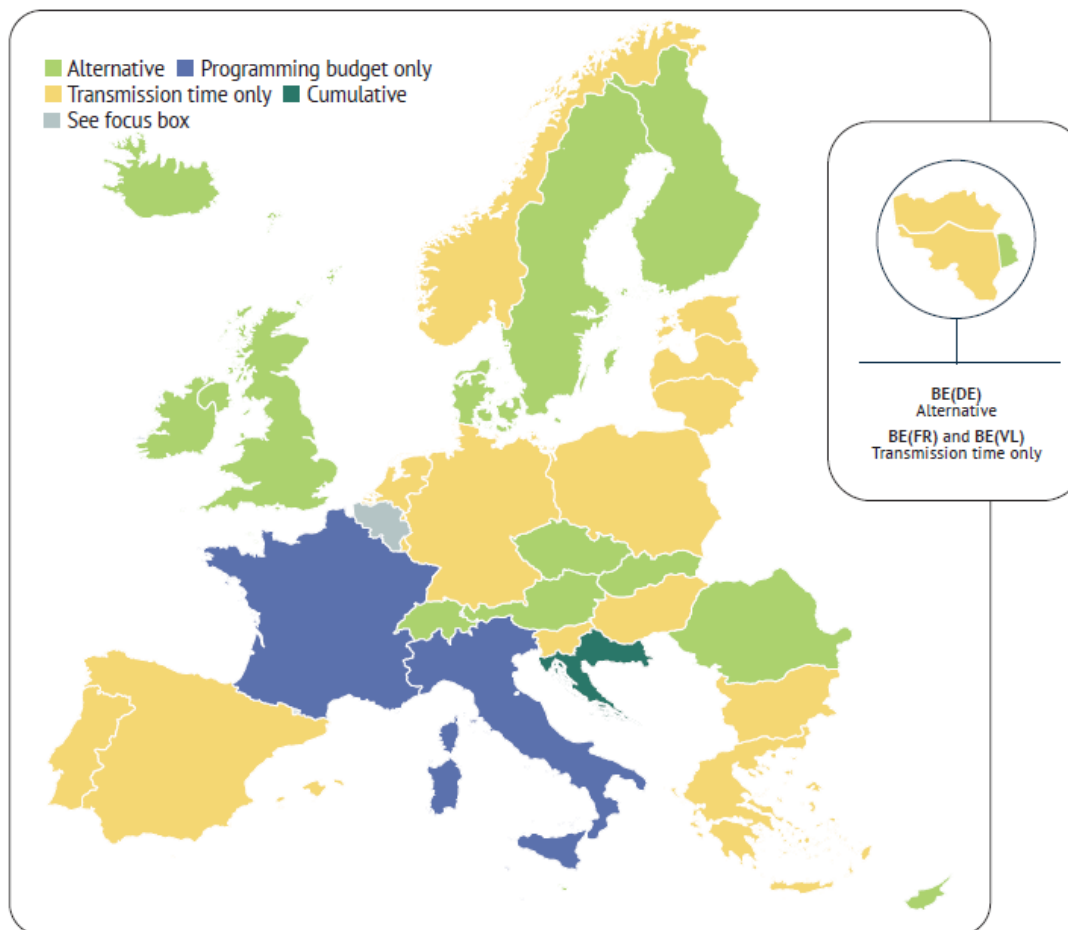 Alternative Programming budget only
Transmission time only Cumulative
See focus box
BE(DE)
Alternative
BE(FR) and BE(VL)
Transmission time only